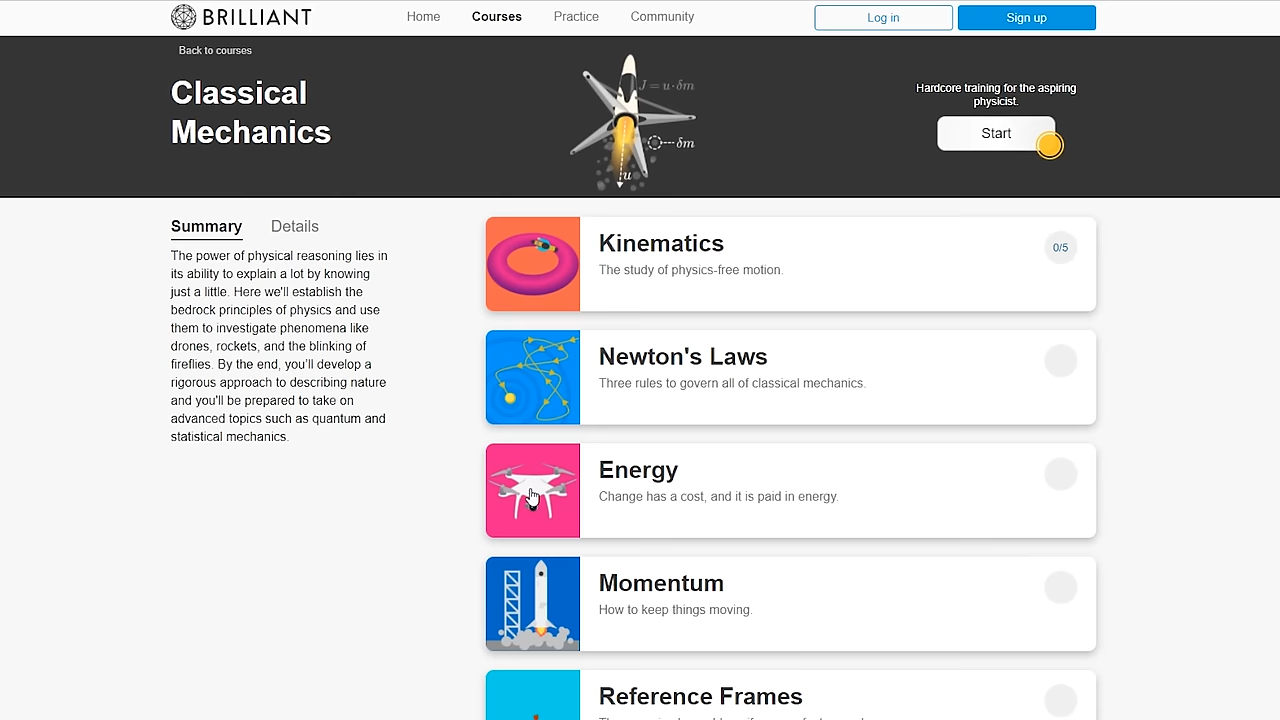 BRILLIANT
Home Courses Practice Community
Log in Sign up
Back to courses
Classical
Mechanics
J = u·δm
δm
u
Hardcore training for the aspiring
physicist.
Start
Summary Details
The power of physical reasoning lies in
its ability to explain a lot by knowing
just a little. Here we'll establish the
bedrock principles of physics and use
them to investigate phenomena like
drones, rockets, and the blinking of
fireflies. By the end, you'll develop a
rigorous approach to describing nature
and you'll be prepared to take on
advanced topics such as quantum and
statistical mechanics.
Kinematics
0/5
The study of physics-free motion.
Newton's Laws
Three rules to govern all of classical mechanics.
Energy
Change has a cost, and it is paid in energy.
Momentum
How to keep things moving.
Reference Frames